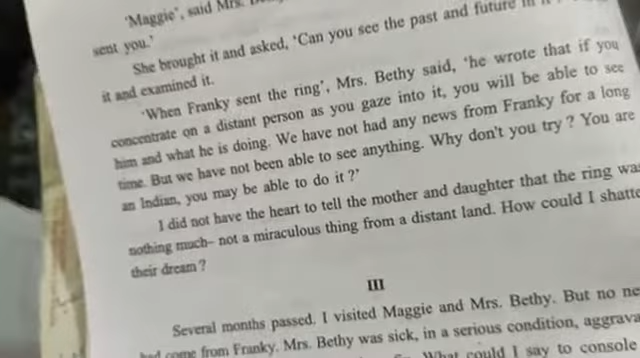 'Maggie', said Mrs.
sent you.'
She brought it and asked, 'Can you see the past and future in it
it and examined it.
'When Franky sent the ring', Mrs. Bethy said, 'he wrote that if you
concentrate on a distant person as you gaze into it, you will be able to see
him and what he is doing. We have not had any news from Franky for a long
time. But we have not been able to see anything. Why don't you try ? You are
an Indian, you may be able to do it ?'
I did not have the heart to tell the mother and daughter that the ring was
nothing much– not a miraculous thing from a distant land. How could I shatte
their dream ?
III
Several months passed. I visited Maggie and Mrs. Bethy. But no ne
had come from Franky. Mrs. Bethy was sick, in a serious condition, aggrava
What could I say to console